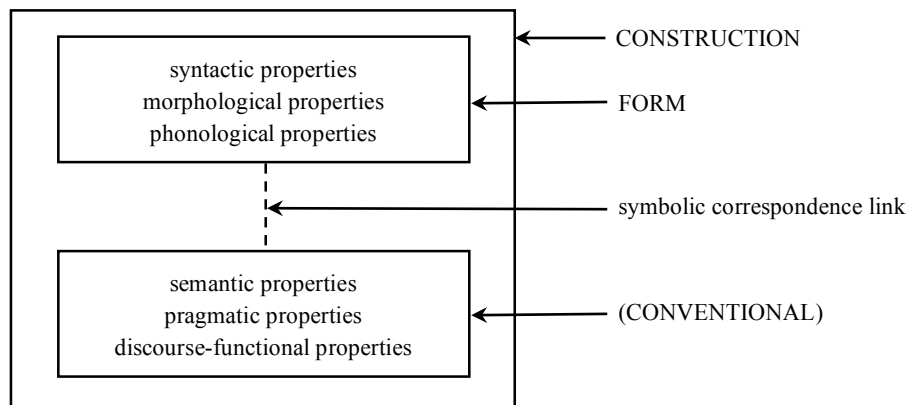 CONSTRUCTION
syntactic properties
morphological properties
phonological properties
FORM
symbolic correspondence link
semantic properties
pragmatic properties
discourse-functional properties
(CONVENTIONAL)